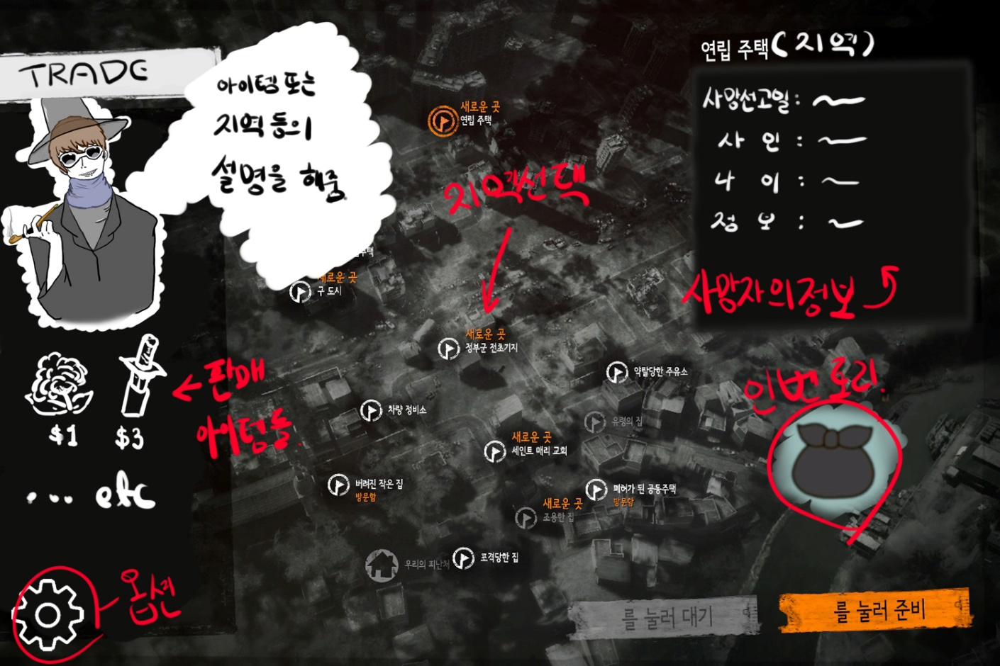 TRADE
아이템 또는
지역 등의
설명을 해줌
판매
아이템들.
$1
$3
... etc
옵션
새로운 곳
연립 주택
지역선택
주택
새로운 곳
구 도시
새로운 곳
정부군 전초기지
약탈당한 주유소
차량 정비소
유령의 집
새로운 곳
세인트 매리 교회
버려진 작은 집
방문함
폐허가 된 공동주택
방문함
새로운 곳
조용한 집
우리의 피난처
포격당한 집
연립 주택(지역)
사망선고일: ~
사 인 : ~
나 이 : ~
정 보 : ~
사망자의정보
인벤토리.
를 눌러 대기
를 눌러 준비